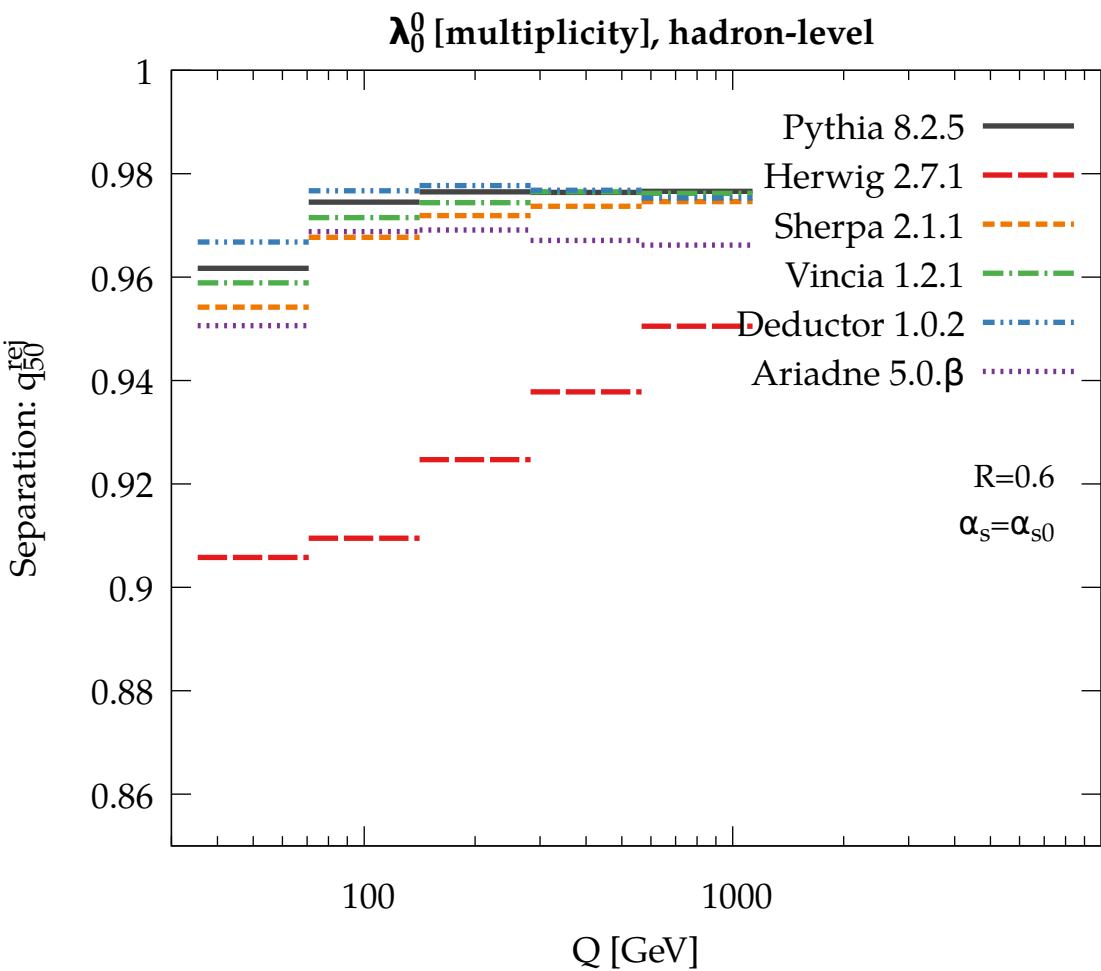 λ₀⁰ [multiplicity], hadron-level
1
0.98
0.96
0.94
0.92
0.9
0.88
0.86
Separation: q₅₀ʳᵉʲ
Pythia 8.2.5
Herwig 2.7.1
Sherpa 2.1.1
Vincia 1.2.1
Deductor 1.0.2
Ariadne 5.0.β
R=0.6
αₛ=αₛ₀
100
1000
Q [GeV]